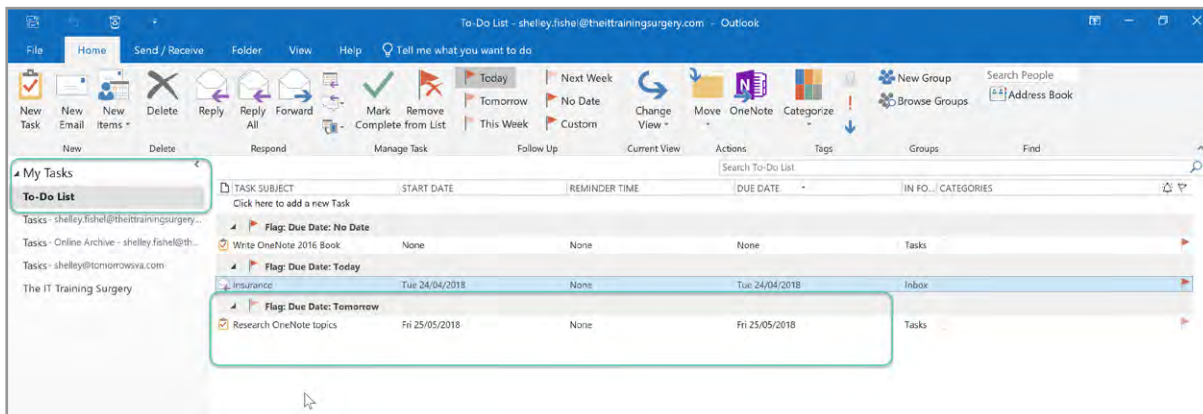 To-Do List - shelley.fishel@theittrainingsurgery.com - Outlook
File Home Send / Receive Folder View Help Tell me what you want to do
New Task
New Email
New Items
Delete
Reply
Reply All
Forward
Mark Complete
Remove from List
Today
Tomorrow
This Week
Next Week
No Date
Custom
Change View
Move
OneNote
Categorize
New Group
Browse Groups
Search People
Address Book
New Delete Respond Manage Task Follow Up Current View Actions Tags Groups Find
My Tasks
To-Do List
Tasks - shelley.fishel@theittrainingsurgery...
Tasks - Online Archive - shelley.fishel@th...
Tasks - shelley@tomorrowsva.com
The IT Training Surgery
Search To-Do List
TASK SUBJECT START DATE REMINDER TIME DUE DATE IN FO... CATEGORIES
Click here to add a new Task
Flag: Due Date: No Date
Write OneNote 2016 Book None None None Tasks
Flag: Due Date: Today
Insurance Tue 24/04/2018 None Tue 24/04/2018 Inbox
Flag: Due Date: Tomorrow
Research OneNote topics Fri 25/05/2018 None Fri 25/05/2018 Tasks